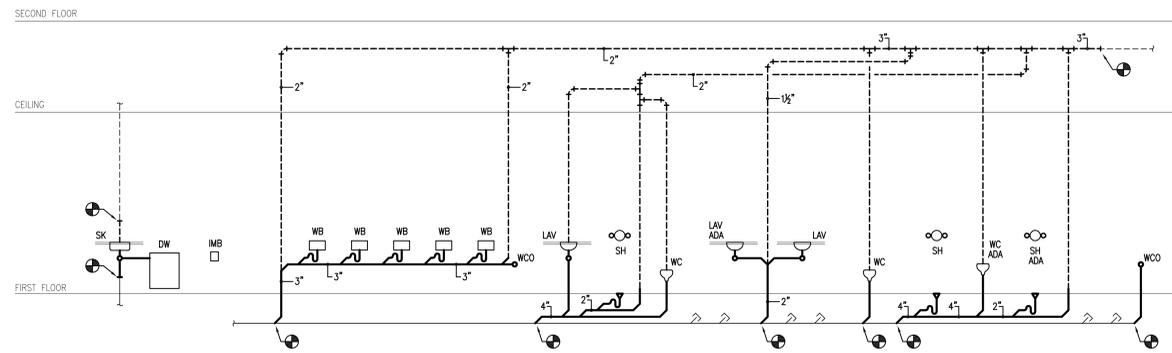 SECOND FLOOR
3"
3"
2"
2"
2"
2"
1½"
CEILING
SK
DW
IMB
WB
WB
WB
WB
WB
WCO
LAV
SH
WC
LAV
ADA
LAV
WC
SH
WC
ADA
SH
ADA
WCO
3"
3"
3"
FIRST FLOOR
4"
2"
2"
4"
4"
2"